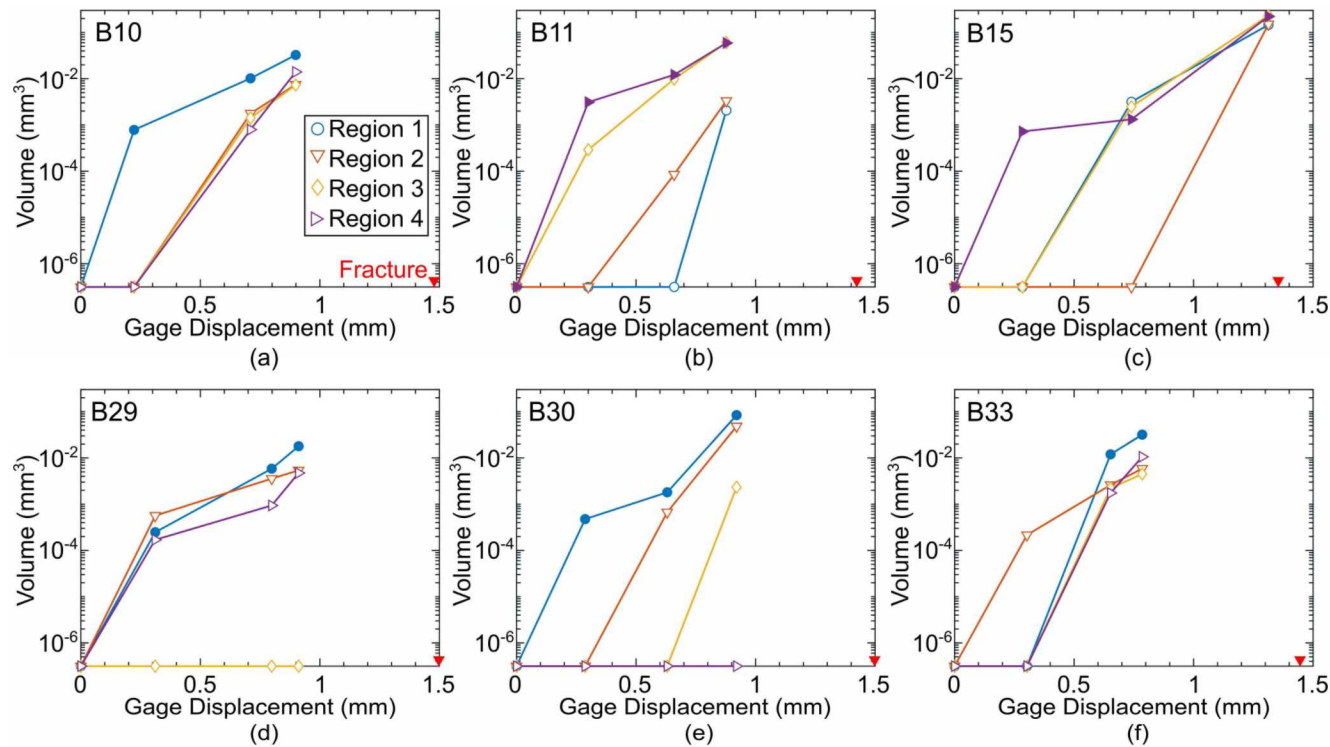 B10
Volume (mm³)
10⁻²
10⁻⁴
10⁻⁶
Region 1
Region 2
Region 3
Region 4
Fracture
0 0.5 1 1.5
Gage Displacement (mm)
(a)
B11
Volume (mm³)
10⁻²
10⁻⁴
10⁻⁶
0 0.5 1 1.5
Gage Displacement (mm)
(b)
B15
Volume (mm³)
10⁻²
10⁻⁴
10⁻⁶
0 0.5 1 1.5
Gage Displacement (mm)
(c)
B29
Volume (mm³)
10⁻²
10⁻⁴
10⁻⁶
0 0.5 1 1.5
Gage Displacement (mm)
(d)
B30
Volume (mm³)
10⁻²
10⁻⁴
10⁻⁶
0 0.5 1 1.5
Gage Displacement (mm)
(e)
B33
Volume (mm³)
10⁻²
10⁻⁴
10⁻⁶
0 0.5 1 1.5
Gage Displacement (mm)
(f)